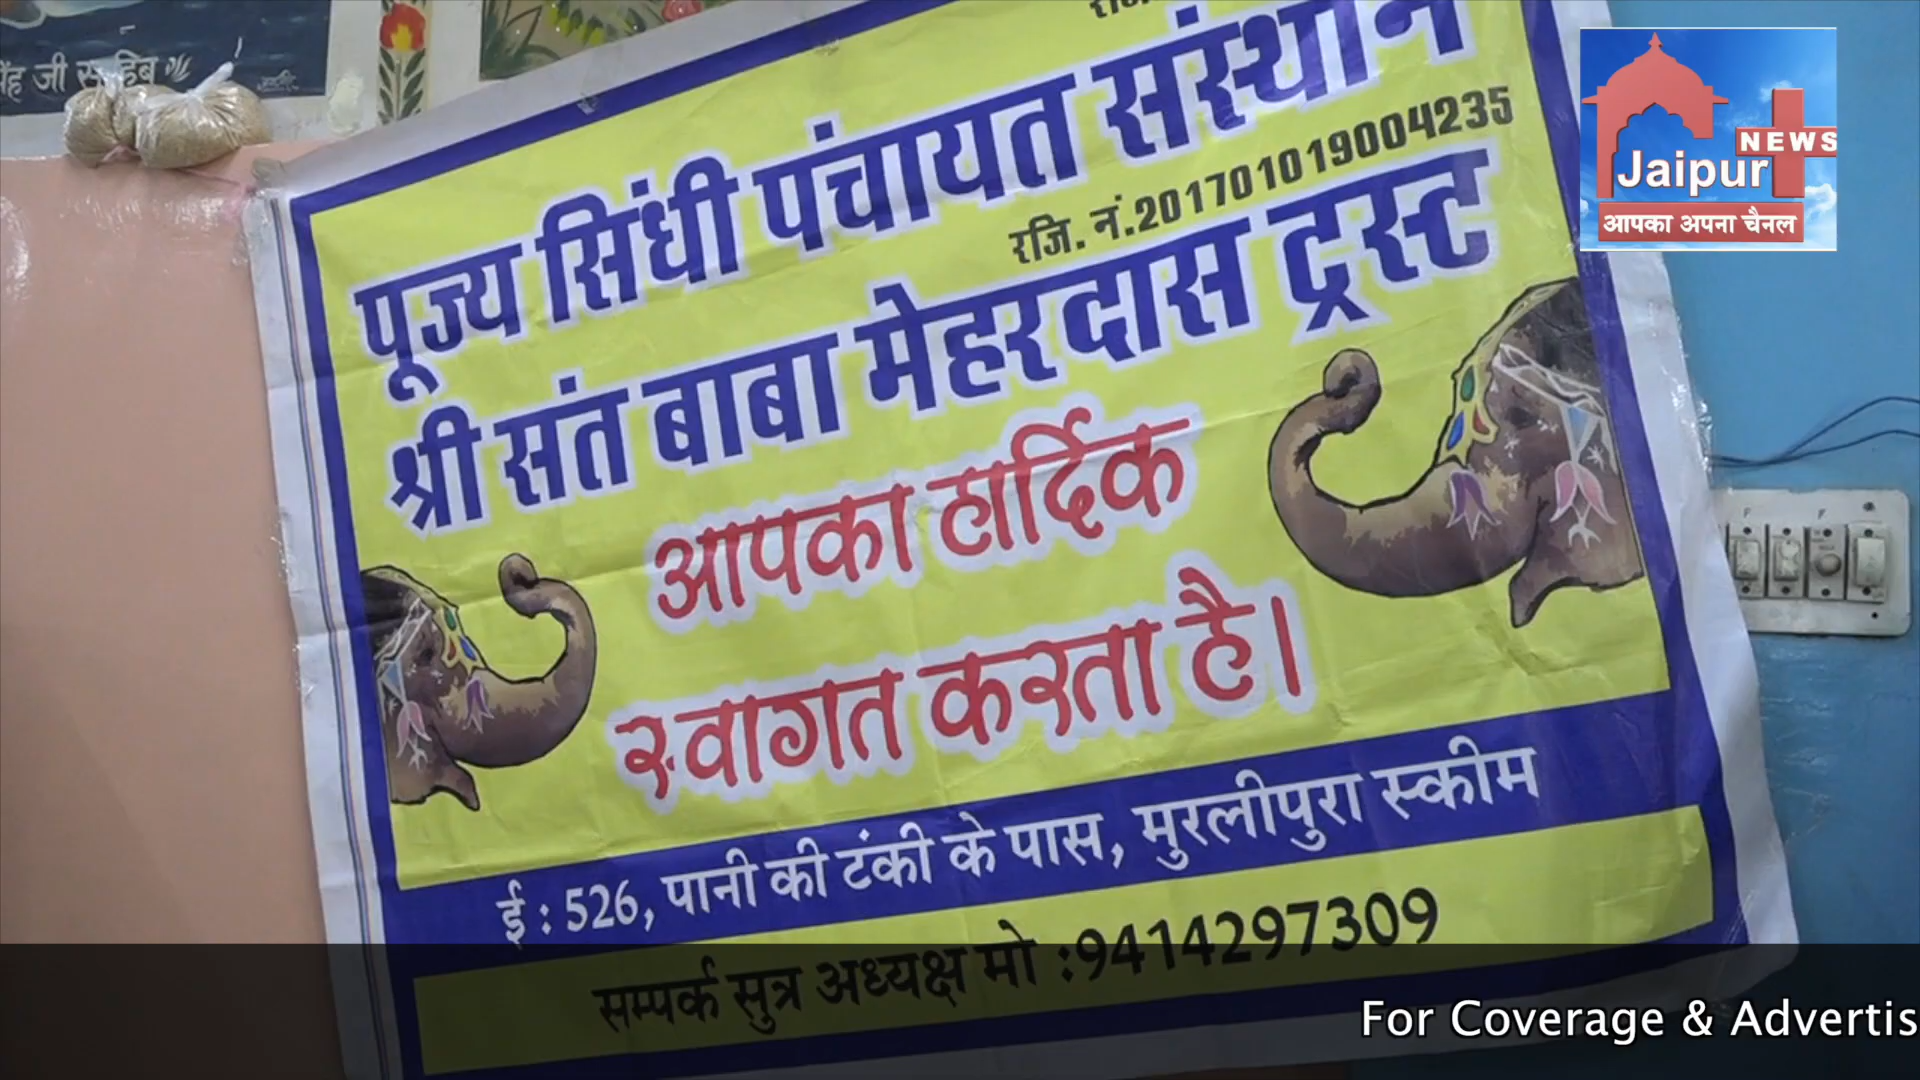 सिंह जी साहिब
पूज्य सिंधी पंचायत संस्थान
रजि. नं.201701019004235
श्री संत बाबा मेहरदास ट्रस्ट
आपका हार्दिक
स्वागत करता है।
ई : 526, पानी की टंकी के पास, मुरलीपुरा स्कीम
सम्पर्क सुत्र अध्यक्ष मो :9414297309
NEWS
Jaipur
आपका अपना चैनल
For Coverage & Advertis